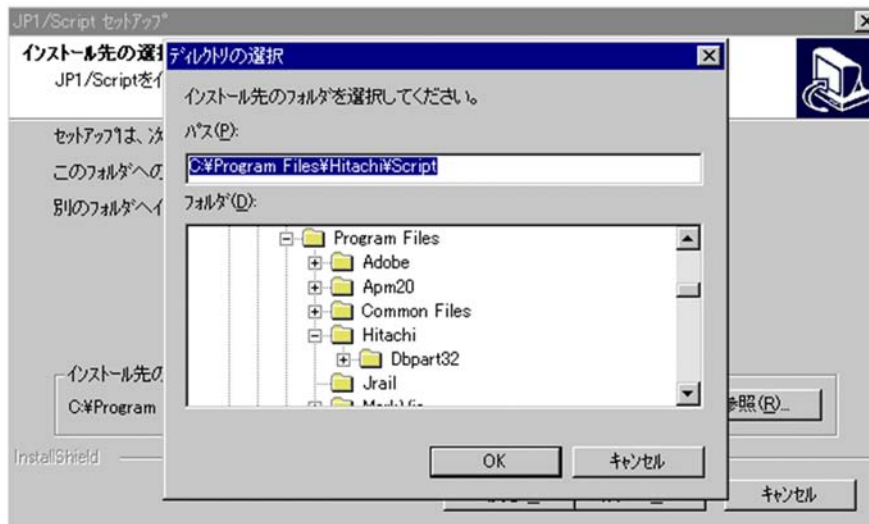 JP1/Script ｾｯﾄｱｯﾌﾟ
インストール先の選
JP1/Scriptをイ
ｾｯﾄｱｯﾌﾟは、次
このﾌｫﾙﾀﾞへの
別のﾌｫﾙﾀﾞへイ
ﾃﾞｨﾚｸﾄﾘの選択
インストール先のﾌｫﾙﾀﾞを選択してください。
ﾊﾟｽ(P):
C:¥Program Files¥Hitachi¥Script
ﾌｫﾙﾀﾞ(D):
Program Files
Adobe
Apm20
Common Files
Hitachi
Dbpart32
Jrail
OK
ｷｬﾝｾﾙ
インストール先の
C:¥Program
参照(R)...
InstallShield
ｷｬﾝｾﾙ